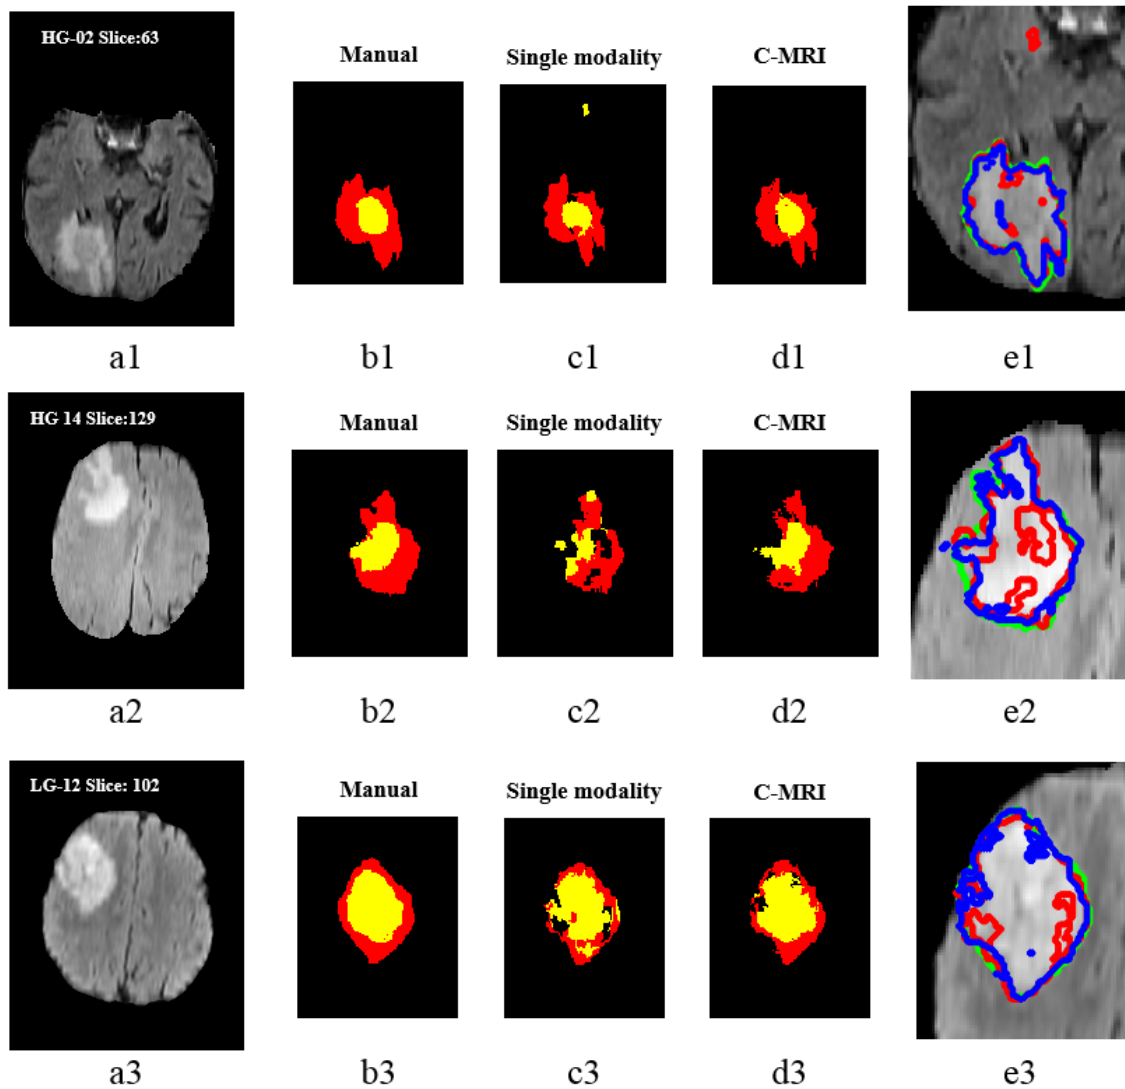 HG-02 Slice:63
Manual
Single modality
C-MRI
a1
b1
c1
d1
e1
HG 14 Slice:129
Manual
Single modality
C-MRI
a2
b2
c2
d2
e2
LG-12 Slice: 102
Manual
Single modality
C-MRI
a3
b3
c3
d3
e3